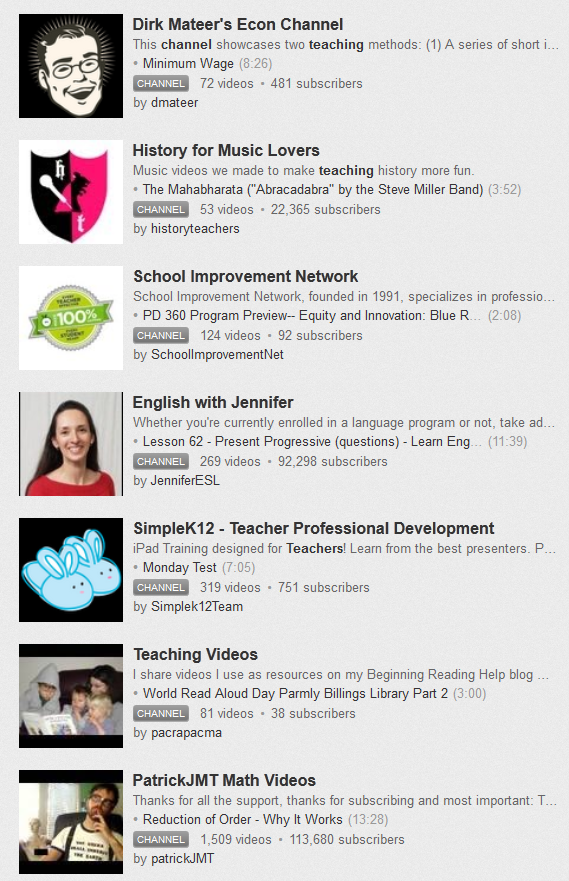 Dirk Mateer's Econ Channel
This channel showcases two teaching methods: (1) A series of short i...
• Minimum Wage (8:26)
CHANNEL 72 videos • 481 subscribers
by dmateer
h
t
History for Music Lovers
Music videos we made to make teaching history more fun.
• The Mahabharata ("Abracadabra" by the Steve Miller Band) (3:52)
CHANNEL 53 videos • 22,365 subscribers
by historyteachers
100%
School Improvement Network
School Improvement Network, founded in 1991, specializes in professio...
• PD 360 Program Preview-- Equity and Innovation: Blue R... (2:08)
CHANNEL 124 videos • 92 subscribers
by SchoolImprovementNet
English with Jennifer
Whether you're currently enrolled in a language program or not, take ad...
• Lesson 62 - Present Progressive (questions) - Learn Eng... (11:39)
CHANNEL 269 videos • 92,298 subscribers
by JenniferESL
SimpleK12 - Teacher Professional Development
iPad Training designed for Teachers! Learn from the best presenters. P...
• Monday Test (7:05)
CHANNEL 319 videos • 751 subscribers
by Simplek12Team
Teaching Videos
I share videos I use as resources on my Beginning Reading Help blog ...
• World Read Aloud Day Parmly Billings Library Part 2 (3:00)
CHANNEL 81 videos • 38 subscribers
by pacrapacma
PatrickJMT Math Videos
Thanks for all the support, thanks for subscribing and most important: T...
• Reduction of Order - Why It Works (13:28)
CHANNEL 1,509 videos • 113,680 subscribers
by patrickJMT